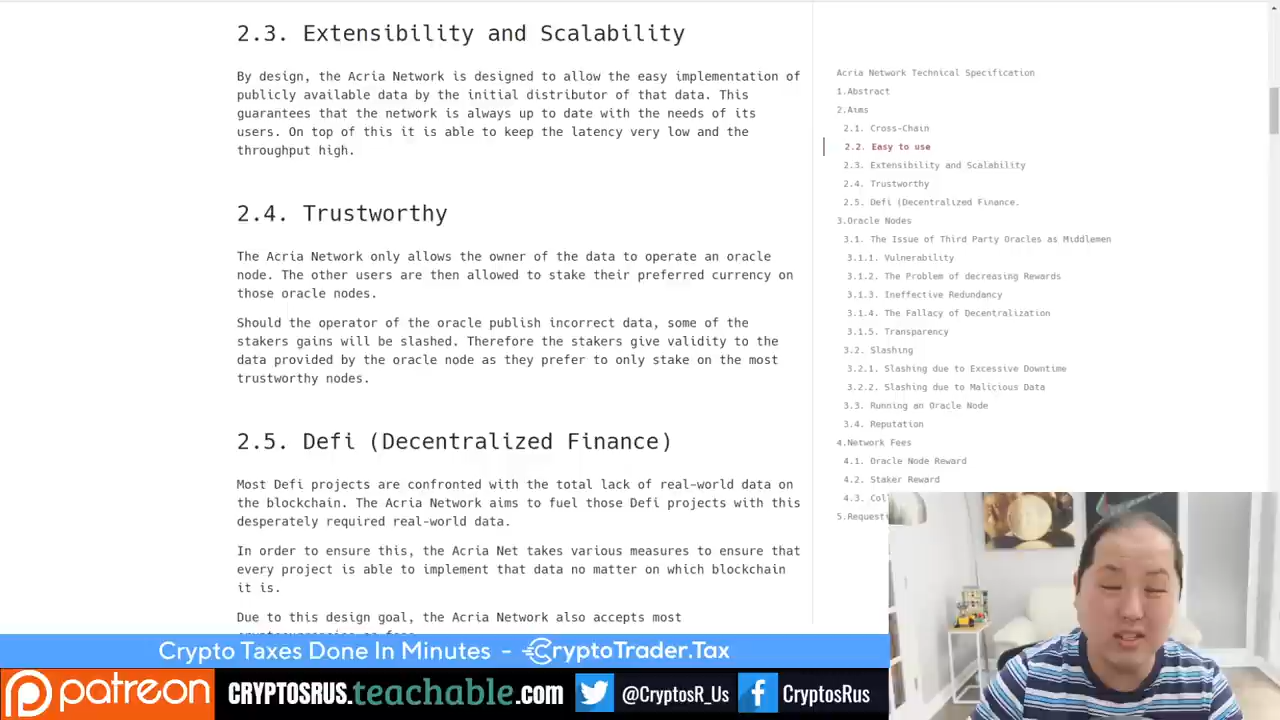 2.3. Extensibility and Scalability
By design, the Acria Network is designed to allow the easy implementation of
publicly available data by the initial distributor of that data. This
guarantees that the network is always up to date with the needs of its
users. On top of this it is able to keep the latency very low and the
throughput high.
2.4. Trustworthy
The Acria Network only allows the owner of the data to operate an oracle
node. The other users are then allowed to stake their preferred currency on
those oracle nodes.
Should the operator of the oracle publish incorrect data, some of the
stakers gains will be slashed. Therefore the stakers give validity to the
data provided by the oracle node as they prefer to only stake on the most
trustworthy nodes.
2.5. Defi (Decentralized Finance)
Most Defi projects are confronted with the total lack of real-world data on
the blockchain. The Acria Network aims to fuel those Defi projects with this
desperately required real-world data.
In order to ensure this, the Acria Net takes various measures to ensure that
every project is able to implement that data no matter on which blockchain
it is.
Due to this design goal, the Acria Network also accepts most
Acria Network Technical Specification
1.Abstract
2.Aims
2.1. Cross-Chain
2.2. Easy to use
2.3. Extensibility and Scalability
2.4. Trustworthy
2.5. Defi (Decentralized Finance.
3.Oracle Nodes
3.1. The Issue of Third Party Oracles as Middlemen
3.1.1. Vulnerability
3.1.2. The Problem of decreasing Rewards
3.1.3. Ineffective Redundancy
3.1.4. The Fallacy of Decentralization
3.1.5. Transparency
3.2. Slashing
3.2.1. Slashing due to Excessive Downtime
3.2.2. Slashing due to Malicious Data
3.3. Running an Oracle Node
3.4. Reputation
4.Network Fees
4.1. Oracle Node Reward
4.2. Staker Reward
4.3.
Crypto Taxes Done In Minutes - CryptoTrader.Tax
patreon CRYPTOSRUS.teachable.com @CryptosR_Us CryptosRus